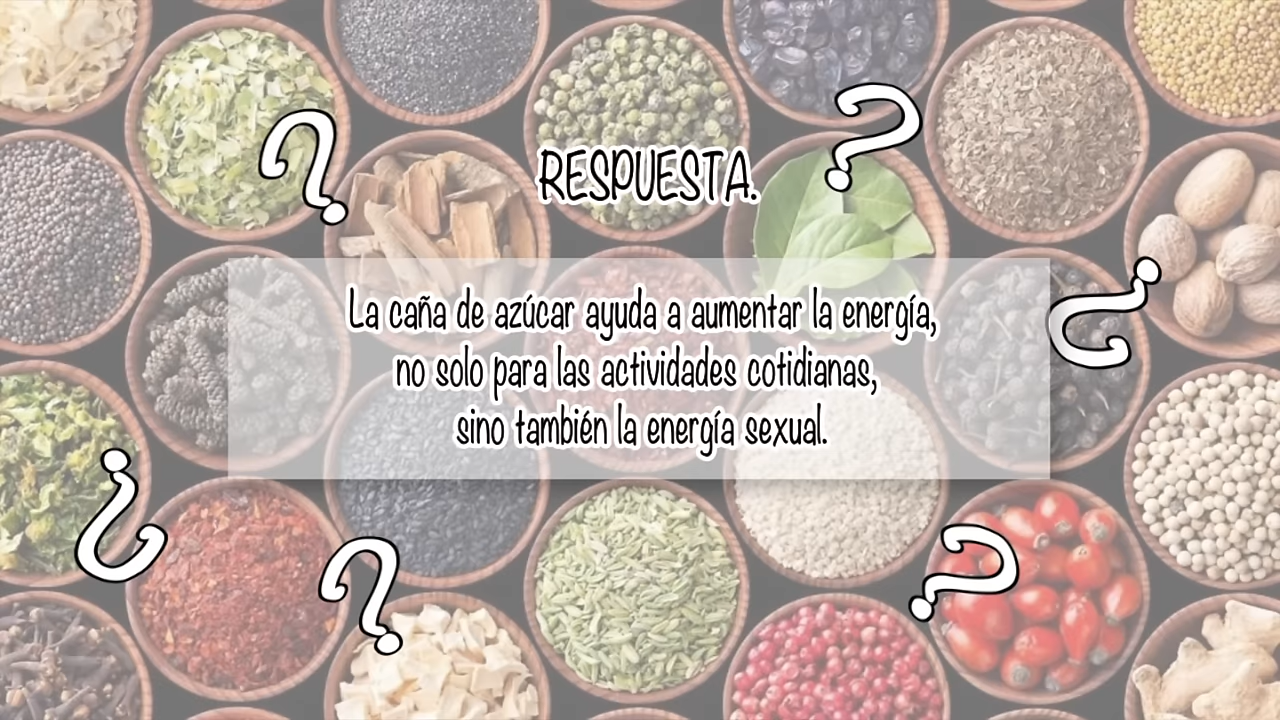 RESPUESTA.
La caña de azúcar ayuda a aumentar la energía,
no solo para las actividades cotidianas,
sino también la energía sexual.